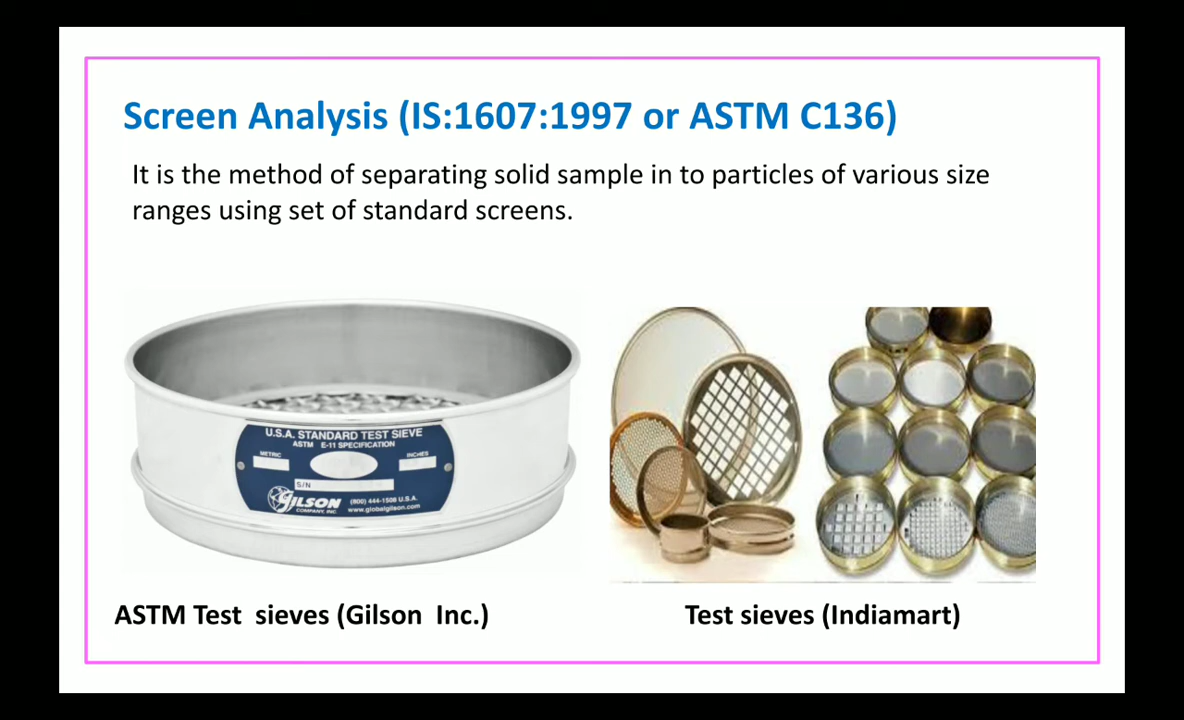 Screen Analysis (IS:1607:1997 or ASTM C136)
It is the method of separating solid sample in to particles of various size
ranges using set of standard screens.
U.S.A. STANDARD TEST SIEVE
ASTM E-11 SPECIFICATION
METRIC
INCHES
S/N
GILSON
COMPANY, INC.
(800) 444-1508 U.S.A.
www.globalgilson.com
ASTM Test sieves (Gilson Inc.)
Test sieves (Indiamart)